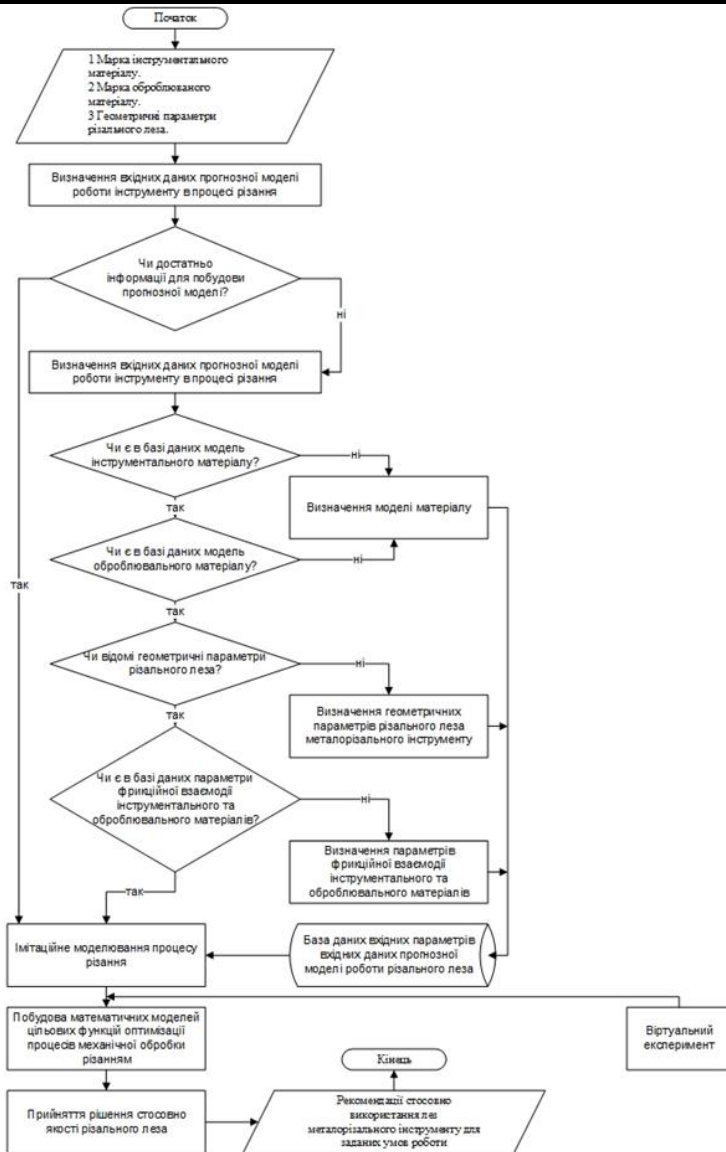 Початок
1 Марка інструментального
матеріалу.
2 Марка оброблюваного
матеріалу.
3 Геометричні параметри
різального леза.
Визначення вхідних даних прогнозної моделі
роботи інструменту в процесі різання
Чи достатньо
інформації для побудови
прогнозної моделі?
ні
Визначення вхідних даних прогнозної моделі
роботи інструменту в процесі різання
Чи є в базі даних модель
інструментального матеріалу?
ні
Визначення моделі матеріалу
так
Чи є в базі даних модель
оброблювального матеріалу?
ні
так
так
Чи відомі геометричні параметри
різального леза?
ні
Визначення геометричних
параметрів різального леза
металорізального інструменту
так
Чи є в базі даних параметри
фрикційної взаємодії
інструментального та
оброблювального матеріалів?
ні
Визначення параметрів
фрикційної взаємодії
інструментального та
оброблювального матеріалів
так
Імітаційне моделювання процесу
різання
База даних вхідних параметрів
вхідних даних прогнозної
моделі роботи різального леза
Побудова математичних моделей
цільових функцій оптимізації
процесів механічної обробки
різанням
Віртуальний
експеримент
Кінець
Прийняття рішення стосовно
якості різального леза
Рекомендації стосовно
використання лез
металорізального інструменту для
заданих умов роботи